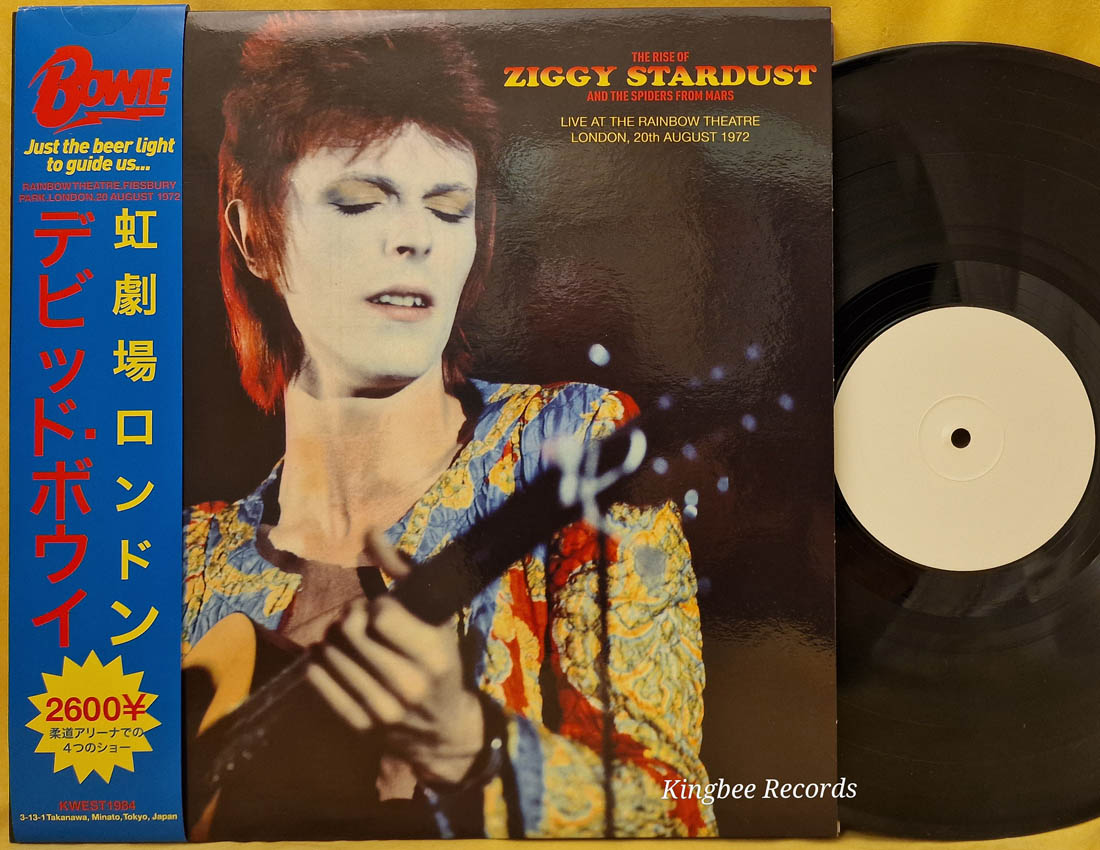 BOWIE
Just the beer light
to guide us...
RAINBOW THEATRE, FIBSBURY
PARK, LONDON, 20 AUGUST 1972
デビッド・ボウイ
虹劇場ロンドン
2600¥
柔道アリーナでの
4つのショー
KWEST1984
3-13-1 Takanawa, Minato, Tokyo, Japan
THE RISE OF
ZIGGY STARDUST
AND THE SPIDERS FROM MARS
LIVE AT THE RAINBOW THEATRE
LONDON, 20th AUGUST 1972
Kingbee Records